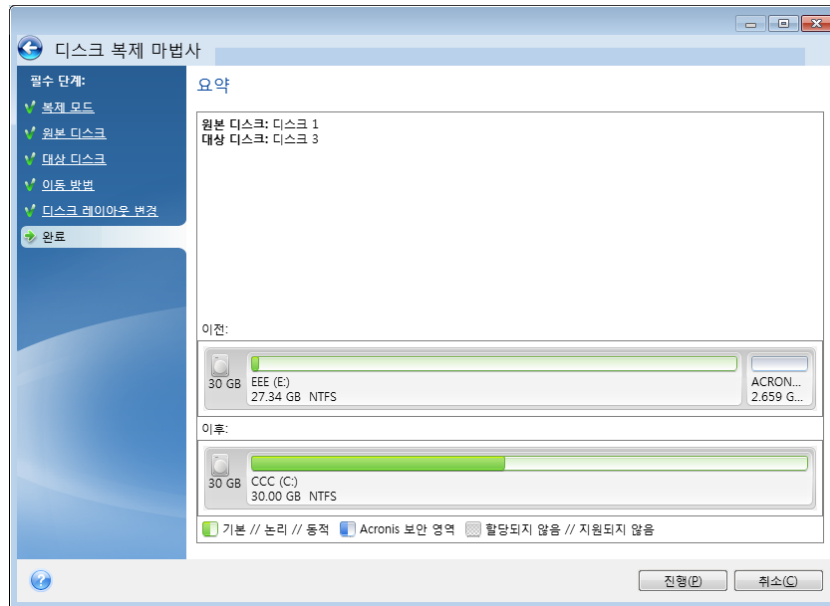 디스크 복제 마법사
필수 단계:
복제 모드
원본 디스크
대상 디스크
이동 방법
디스크 레이아웃 변경
완료
요약
원본 디스크: 디스크 1
대상 디스크: 디스크 3
이전:
30 GB
EEE (E:)
27.34 GB NTFS
ACRON...
2.659 G...
이후:
30 GB
CCC (C:)
30.00 GB NTFS
기본 // 논리 // 동적 Acronis 보안 영역 할당되지 않음 // 지원되지 않음
진행(P) 취소(C)